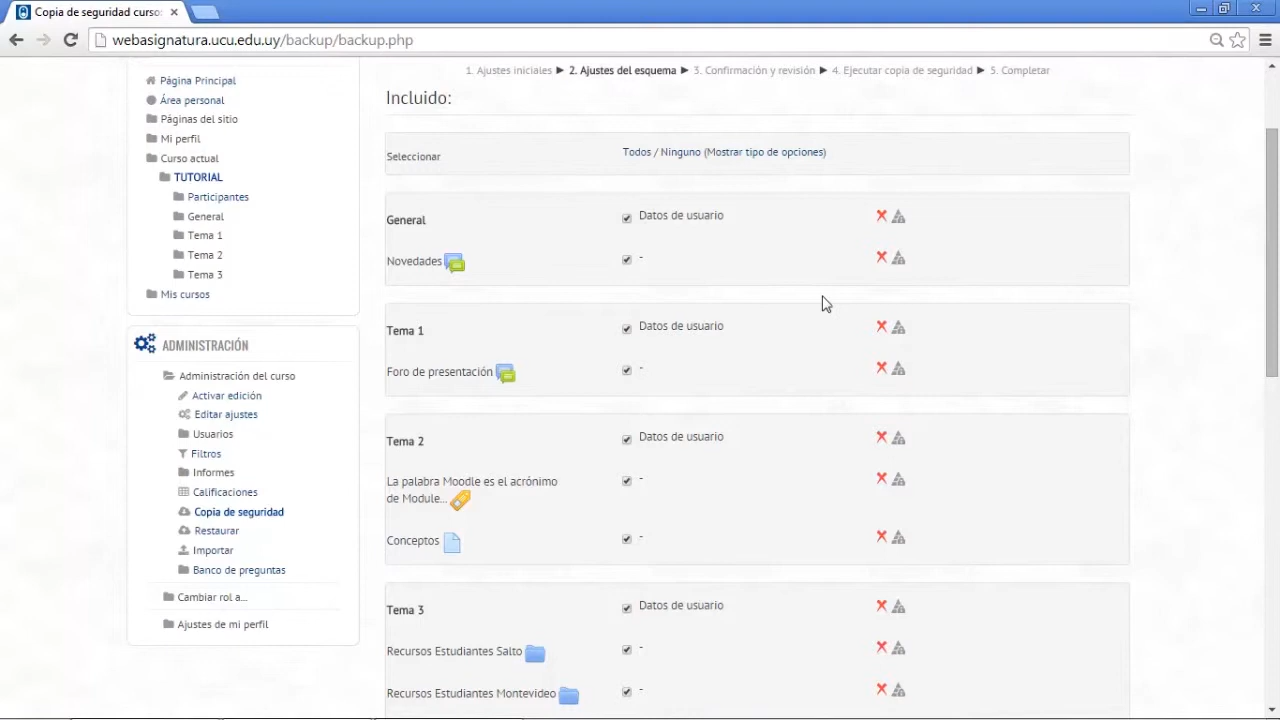 Copia de seguridad curso:
webasignatura.ucu.edu.uy/backup/backup.php
Página Principal
Área personal
Páginas del sitio
Mi perfil
Curso actual
TUTORIAL
Participantes
General
Tema 1
Tema 2
Tema 3
Mis cursos
ADMINISTRACIÓN
Administración del curso
Activar edición
Editar ajustes
Usuarios
Filtros
Informes
Calificaciones
Copia de seguridad
Restaurar
Importar
Banco de preguntas
Cambiar rol a...
Ajustes de mi perfil
1. Ajustes iniciales ► 2. Ajustes del esquema ► 3. Confirmación y revisión ► 4. Ejecutar copia de seguridad ► 5. Completar
Incluido:
Seleccionar Todos / Ninguno (Mostrar tipo de opciones)
General Datos de usuario
Novedades -
Tema 1 Datos de usuario
Foro de presentación -
Tema 2 Datos de usuario
La palabra Moodle es el acrónimo -
de Module...
Conceptos -
Tema 3 Datos de usuario
Recursos Estudiantes Salto -
Recursos Estudiantes Montevideo -